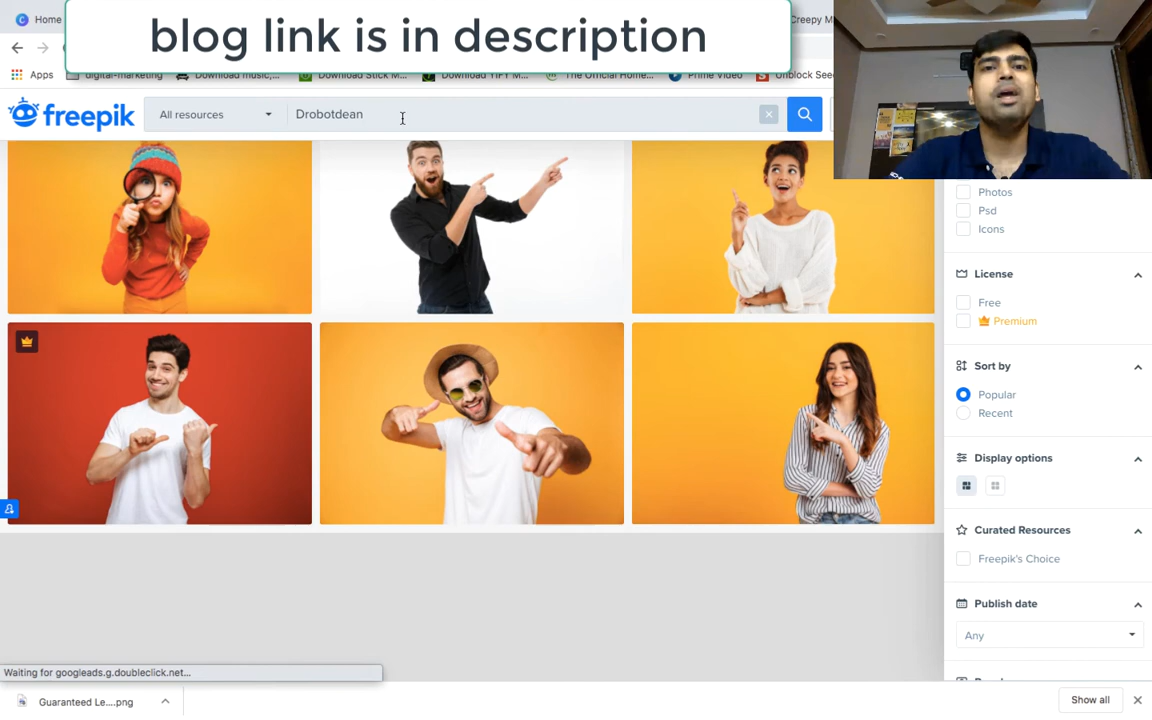 Home
blog link is in description
Creepy M
Apps
digital-marketing
Download music,...
Download Stick M...
Download YIFY M...
The Official Home...
Prime Video
Unblock See
freepik
All resources
Drobotdean
Photos
Psd
Icons
License
Free
Premium
Sort by
Popular
Recent
Display options
Curated Resources
Freepik's Choice
Publish date
Any
Waiting for googleads.g.doubleclick.net...
Guaranteed Le....png
Show all